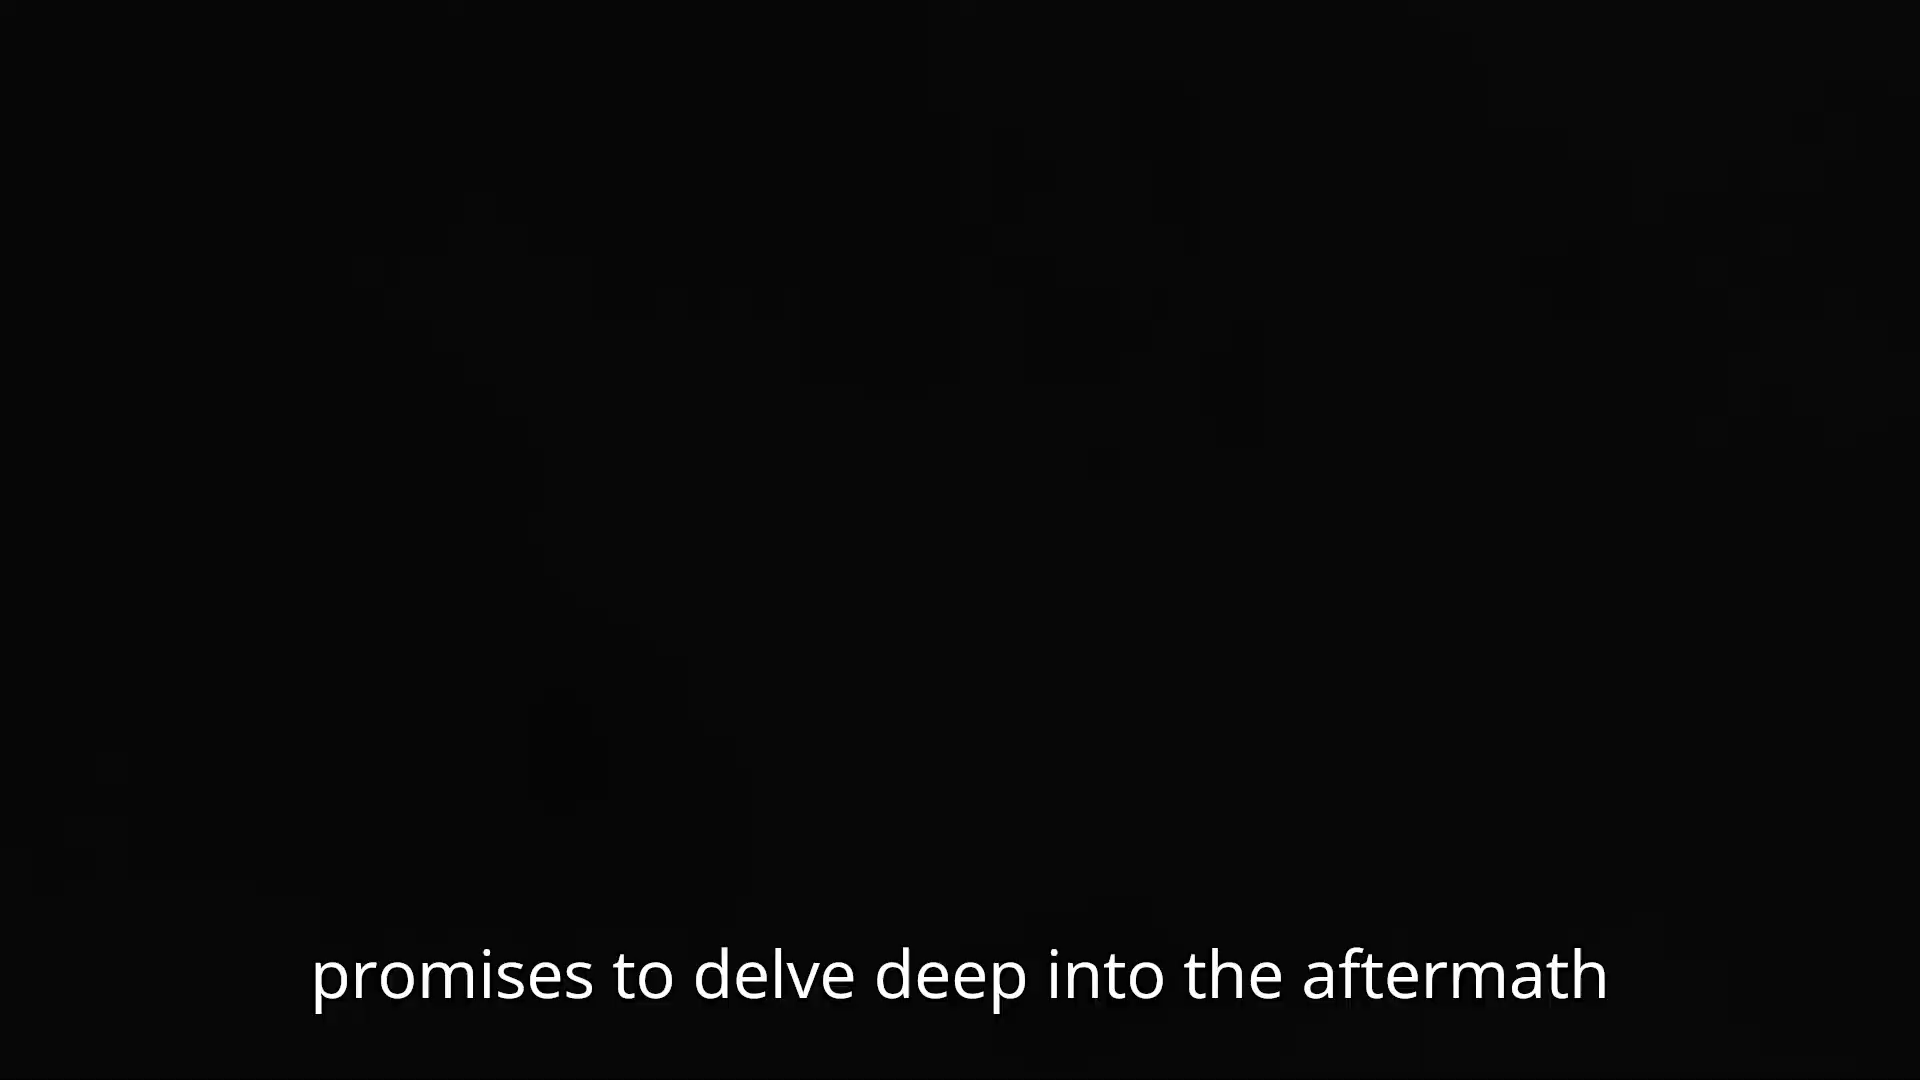 promises to delve deep into the aftermath